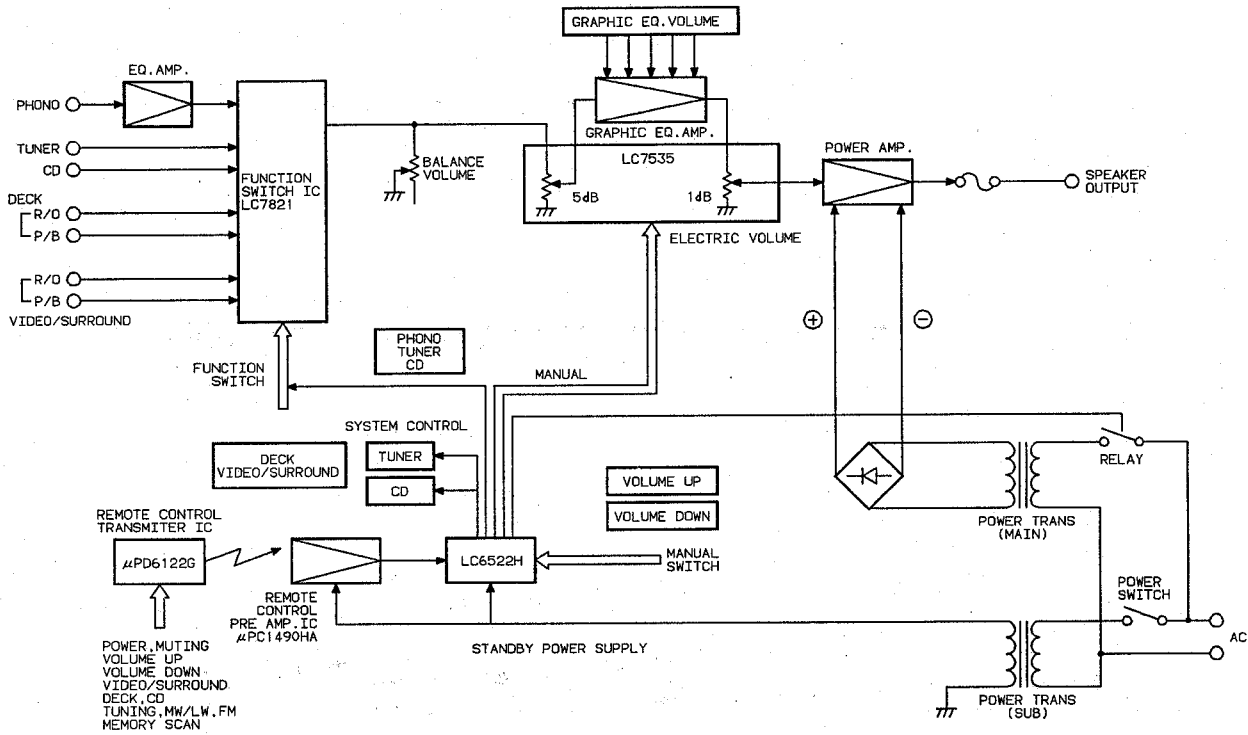 GRAPHIC EQ.VOLUME
EQ.AMP.
PHONO
GRAPHIC EQ.AMP.
TUNER
CD
FUNCTION
SWITCH IC
LC7821
BALANCE
VOLUME
LC7535
5dB
1dB
POWER AMP.
SPEAKER
OUTPUT
DECK
R/O
P/B
R/O
P/B
VIDEO/SURROUND
ELECTRIC VOLUME
+
−
FUNCTION
SWITCH
PHONO
TUNER
CD
MANUAL
SYSTEM CONTROL
DECK
VIDEO/SURROUND
TUNER
CD
VOLUME UP
VOLUME DOWN
RELAY
POWER TRANS
(MAIN)
REMOTE CONTROL
TRANSMITER IC
μPD6122G
LC6522H
MANUAL
SWITCH
REMOTE
CONTROL
PRE AMP.IC
μPC1490HA
POWER
SWITCH
AC
STANDBY POWER SUPPLY
POWER TRANS
(SUB)
POWER,MUTING
VOLUME UP
VOLUME DOWN
VIDEO/SURROUND
DECK,CD
TUNING,MW/LW,FM
MEMORY SCAN